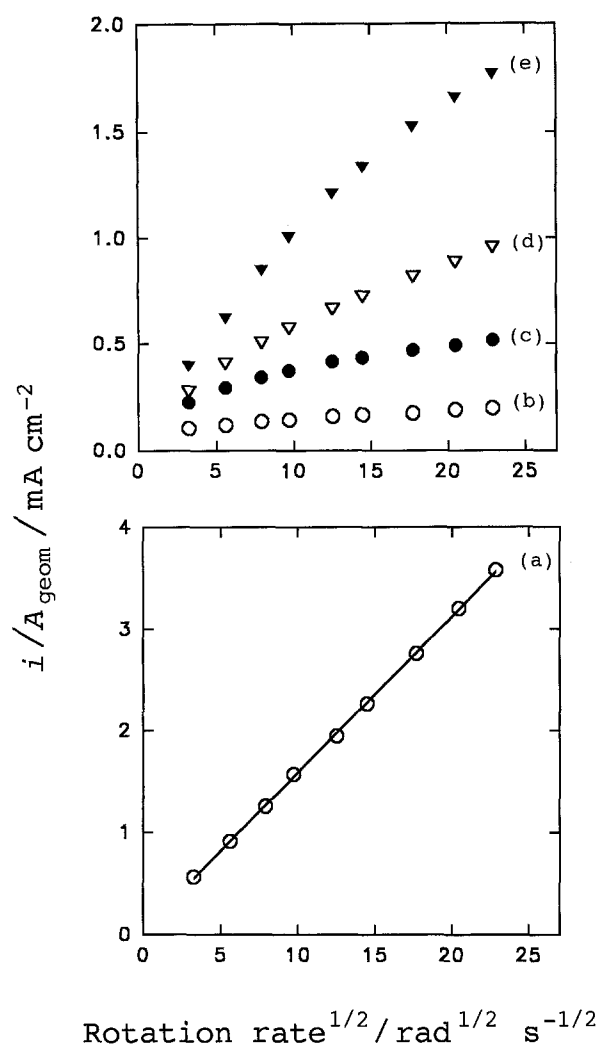 2.0
(e)
1.5
1.0
(d)
0.5
(c)
(b)
0.0
0 5 10 15 20 25
i/A_geom / mA cm^−2
4
(a)
3
2
1
0
0 5 10 15 20 25
Rotation rate^1/2/rad^1/2 s^−1/2